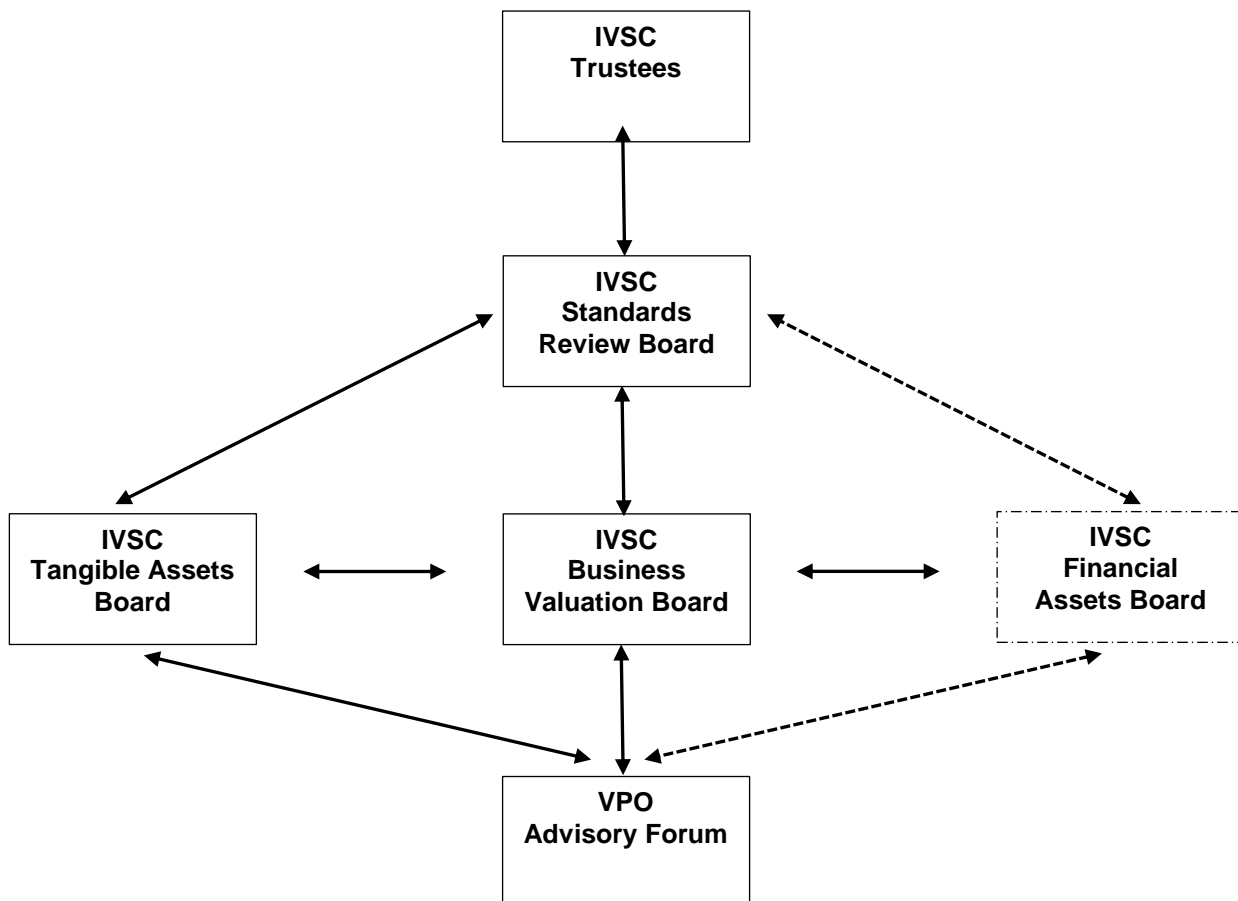 IVSC
Trustees
IVSC
Standards
Review Board
IVSC
Tangible Assets
Board
IVSC
Business
Valuation Board
IVSC
Financial
Assets Board
VPO
Advisory Forum